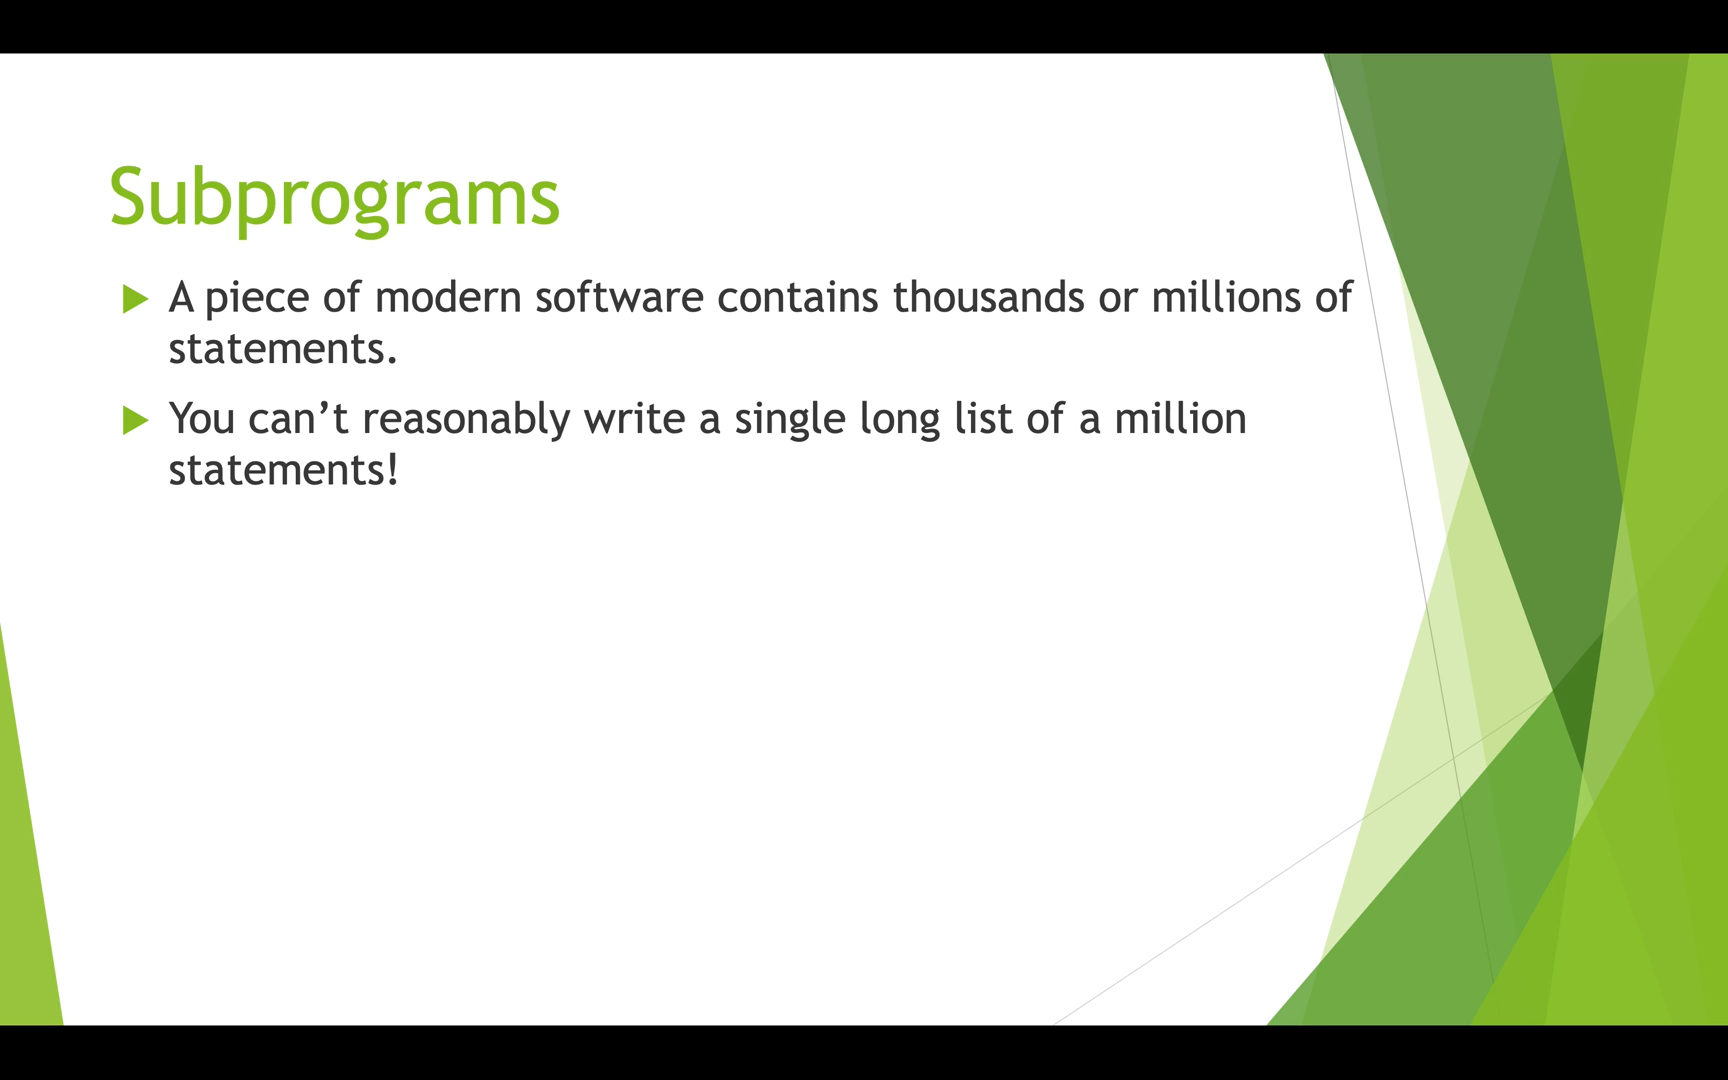 Subprograms
A piece of modern software contains thousands or millions of
statements.
You can’t reasonably write a single long list of a million
statements!